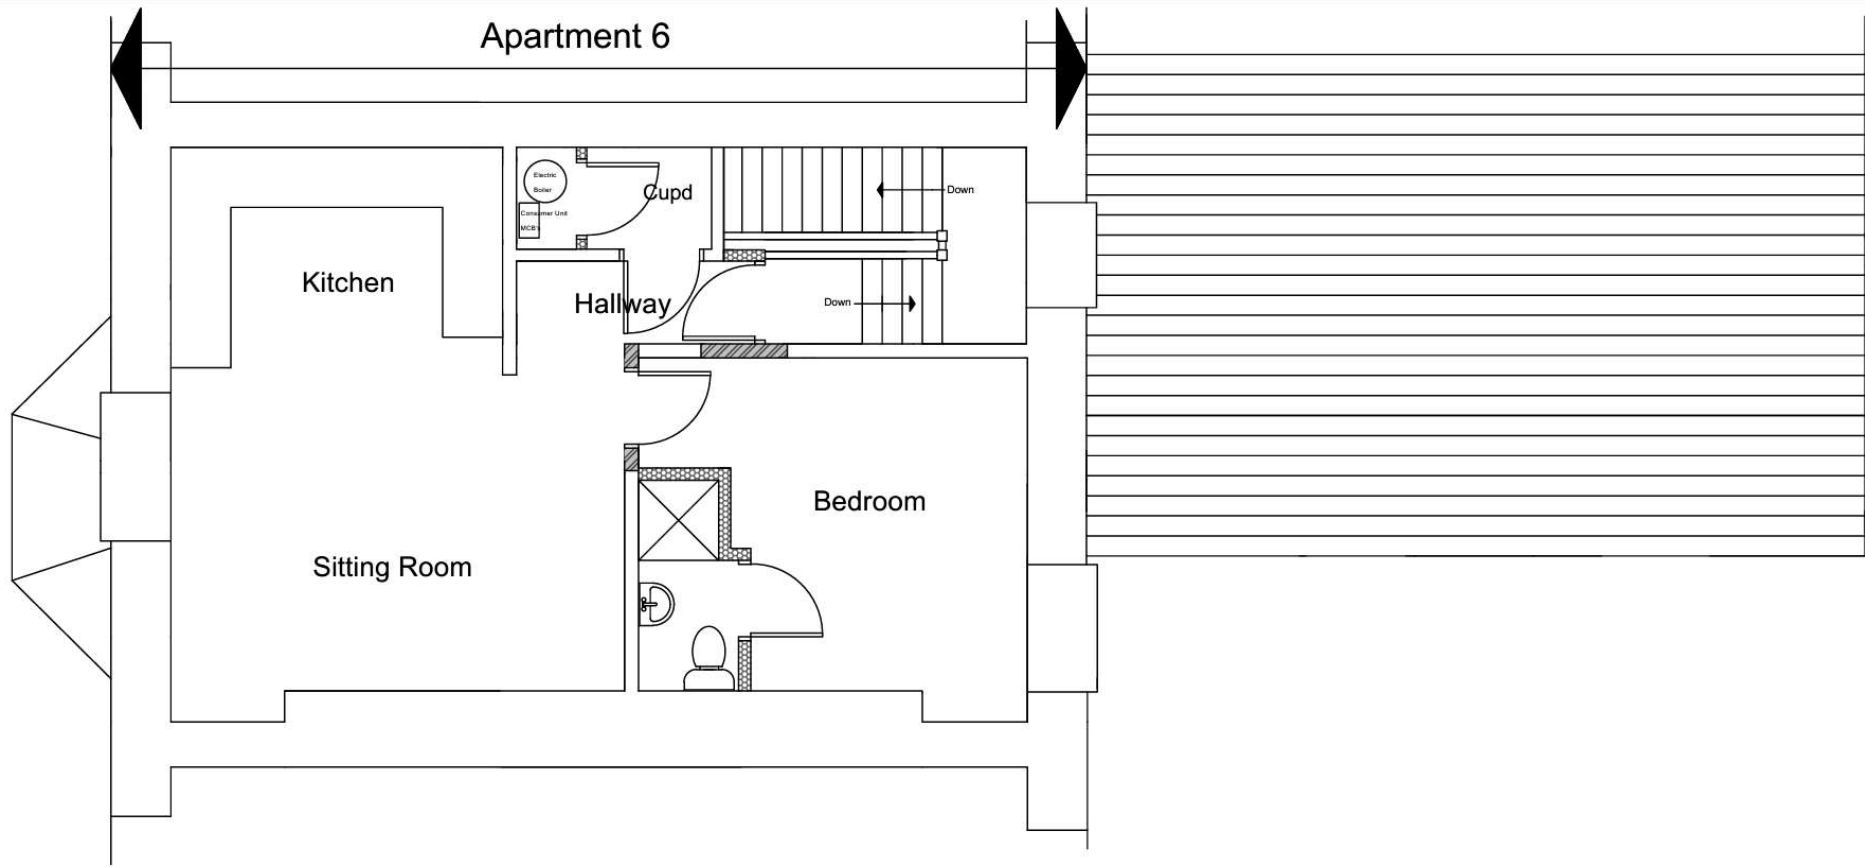 Apartment 6
Electric
Boiler
Consumer Unit
MCB's
Cupd
Down
Kitchen
Hallway
Down
Bedroom
Sitting Room